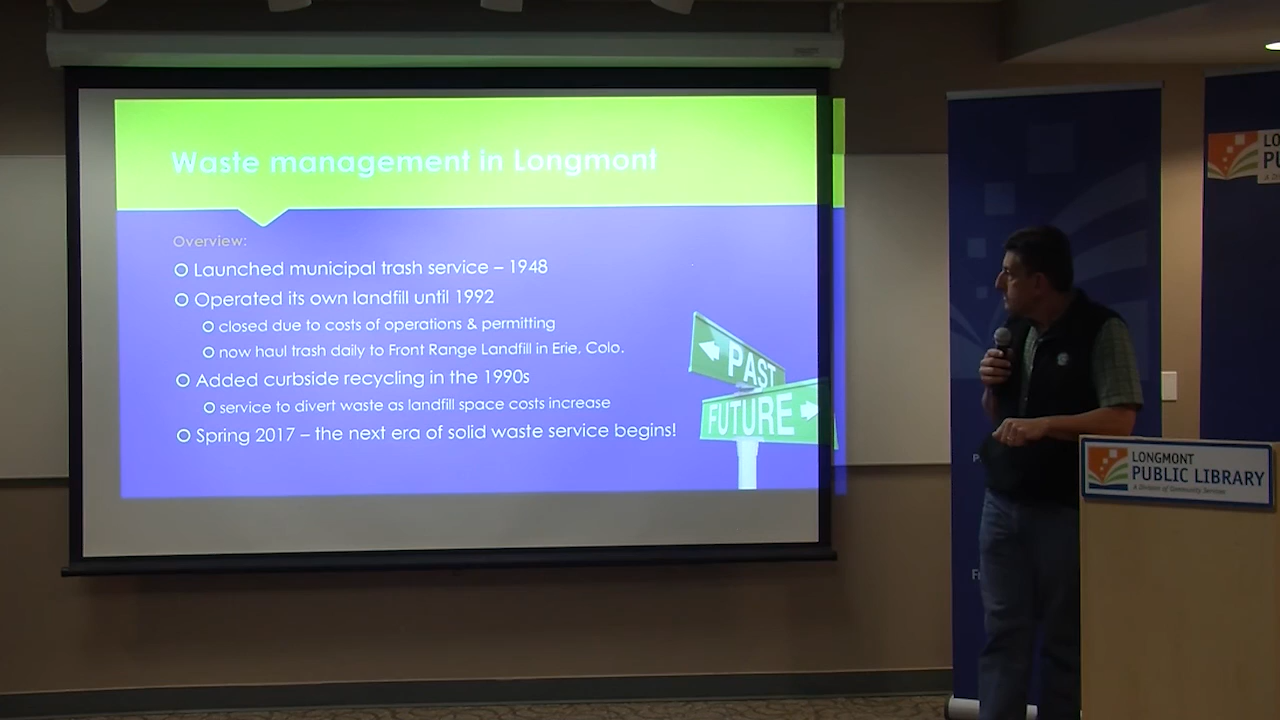 Waste management in Longmont
Overview:
Launched municipal trash service – 1948
Operated its own landfill until 1992
closed due to costs of operations & permitting
now haul trash daily to Front Range Landfill in Erie, Colo.
Added curbside recycling in the 1990s
service to divert waste as landfill space costs increase
Spring 2017 – the next era of solid waste service begins!
PAST
FUTURE
LONGMONT
PUBLIC LIBRARY
A Division of Community Services
LO
PU